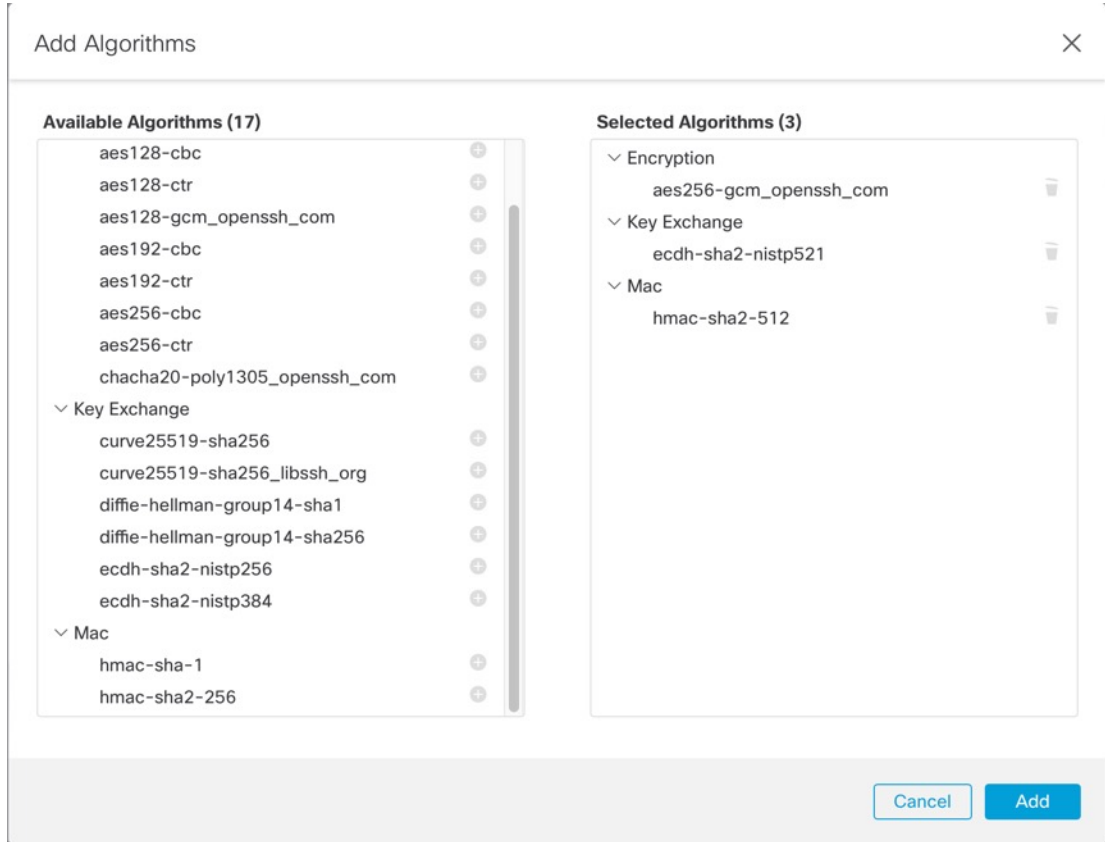 Add Algorithms
Available Algorithms (17)
aes128-cbc
aes128-ctr
aes128-gcm_openssh_com
aes192-cbc
aes192-ctr
aes256-cbc
aes256-ctr
chacha20-poly1305_openssh_com
Key Exchange
curve25519-sha256
curve25519-sha256_libssh_org
diffie-hellman-group14-sha1
diffie-hellman-group14-sha256
ecdh-sha2-nistp256
ecdh-sha2-nistp384
Mac
hmac-sha-1
hmac-sha2-256
Selected Algorithms (3)
Encryption
aes256-gcm_openssh_com
Key Exchange
ecdh-sha2-nistp521
Mac
hmac-sha2-512
Cancel
Add